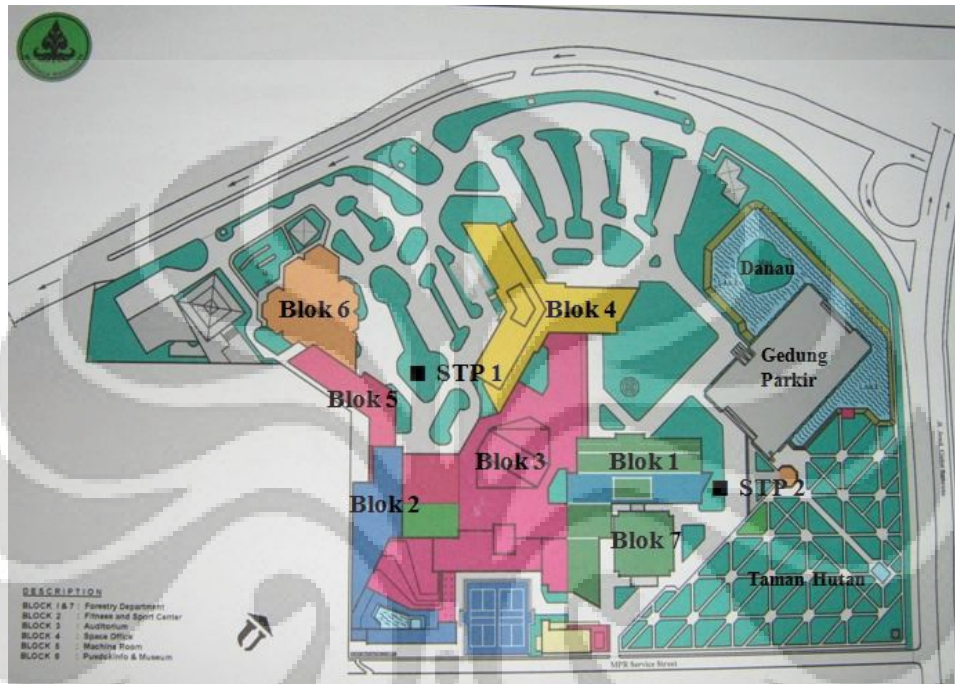 Danau
Blok 6
Blok 4
Gedung
Parkir
STP 1
Blok 5
Blok 3
Blok 1
STP 2
Blok 2
Blok 7
Taman Hutan
DESCRIPTION
BLOCK 1 & 7 : Forestry Department
BLOCK 2 : Fitness and Sport Center
BLOCK 3 : Auditorium
BLOCK 4 : Space Office
BLOCK 5 : Machine Room
BLOCK 6 : Pusdokinfo & Museum
U
MPR Service Street